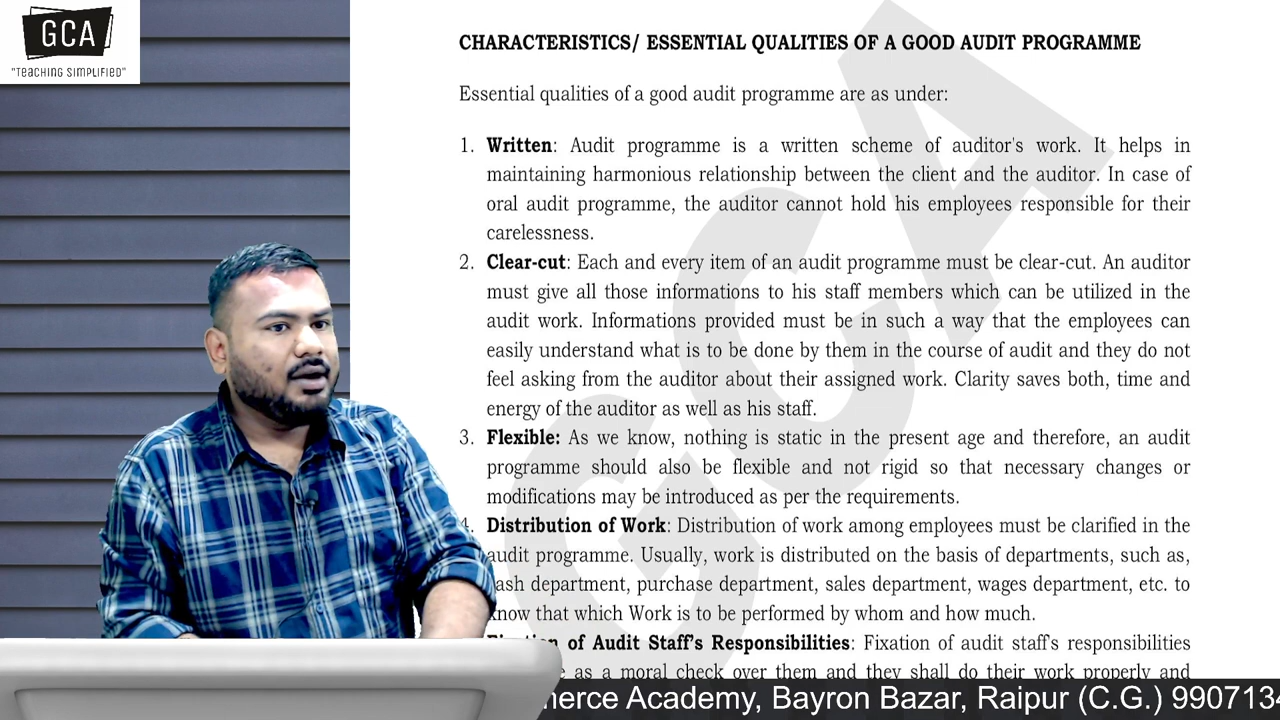 GCA
"TEACHING SIMPLIFIED"
CHARACTERISTICS/ ESSENTIAL QUALITIES OF A GOOD AUDIT PROGRAMME
Essential qualities of a good audit programme are as under:
1. Written: Audit programme is a written scheme of auditor's work. It helps in
maintaining harmonious relationship between the client and the auditor. In case of
oral audit programme, the auditor cannot hold his employees responsible for their
carelessness.
2. Clear-cut: Each and every item of an audit programme must be clear-cut. An auditor
must give all those informations to his staff members which can be utilized in the
audit work. Informations provided must be in such a way that the employees can
easily understand what is to be done by them in the course of audit and they do not
feel asking from the auditor about their assigned work. Clarity saves both, time and
energy of the auditor as well as his staff.
3. Flexible: As we know, nothing is static in the present age and therefore, an audit
programme should also be flexible and not rigid so that necessary changes or
modifications may be introduced as per the requirements.
4. Distribution of Work: Distribution of work among employees must be clarified in the
audit programme. Usually, work is distributed on the basis of departments, such as,
ash department, purchase department, sales department, wages department, etc. to
know that which Work is to be performed by whom and how much.
of Audit Staff's Responsibilities: Fixation of audit staff's responsibilities
as a moral check over them and they shall do their work properly and
merce Academy, Bayron Bazar, Raipur (C.G.) 990713
GCA